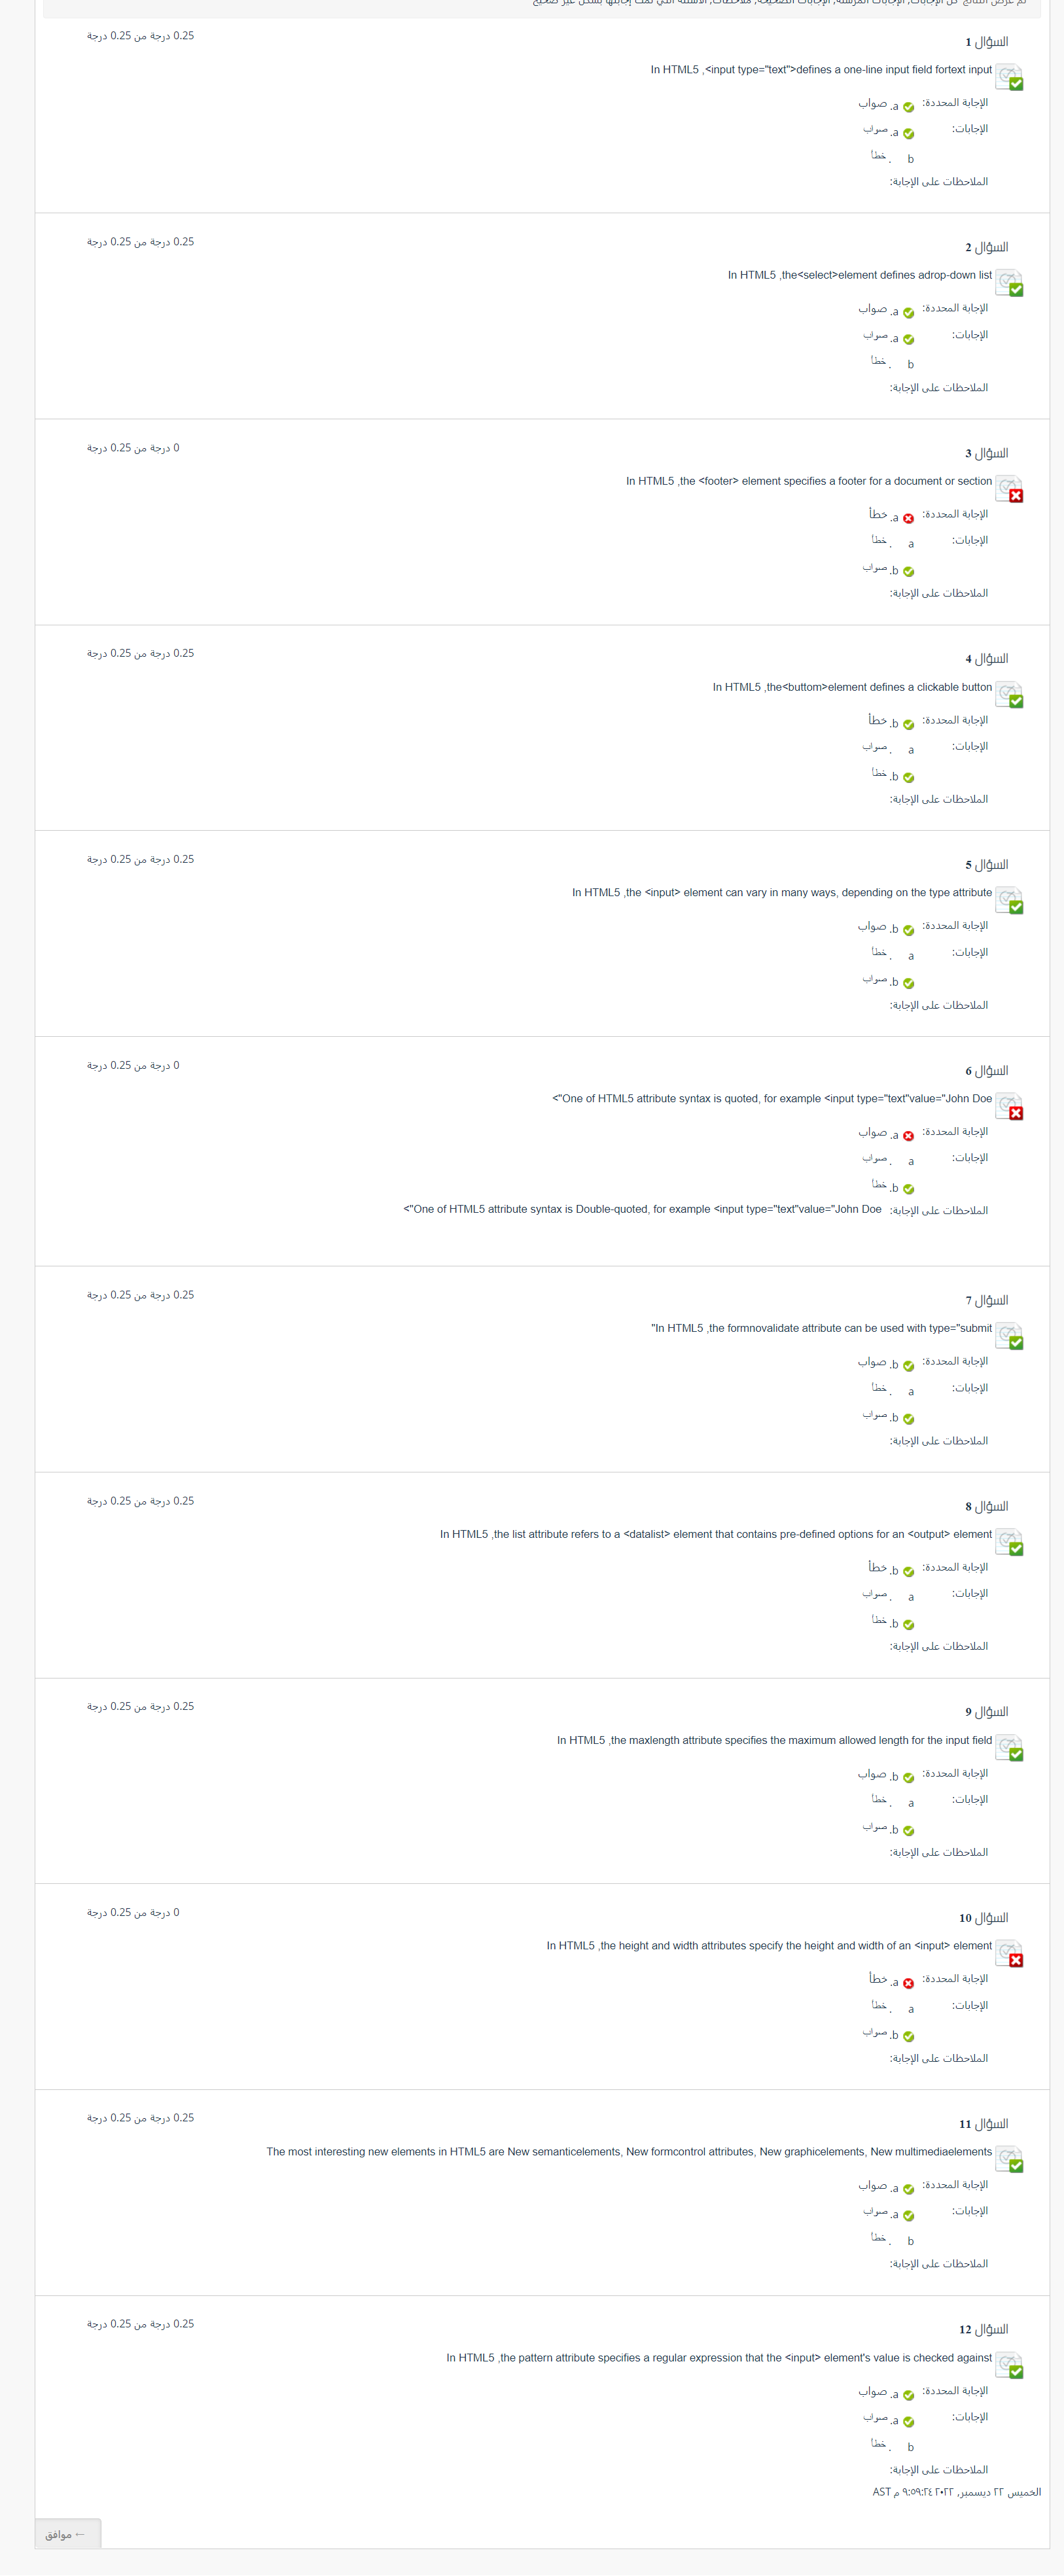 تم عرض النتائج كل الإجابات, الإجابات المرسلة, الإجابات الصحيحة, ملاحظات, الأسئلة التي تمت إجابتها بشكل غير صحيح
السؤال 1
0.25 درجة من 0.25 درجة
In HTML5 ,<input type="text">defines a one-line input field fortext input
الإجابة المحددة: a. صواب
الإجابات: a. صواب
b . خطأ
الملاحظات على الإجابة:
السؤال 2
0.25 درجة من 0.25 درجة
In HTML5 ,the<select>element defines adrop-down list
الإجابة المحددة: a. صواب
الإجابات: a. صواب
b . خطأ
الملاحظات على الإجابة:
السؤال 3
0 درجة من 0.25 درجة
In HTML5 ,the <footer> element specifies a footer for a document or section
الإجابة المحددة: a. خطأ
الإجابات: a . خطأ
b. صواب
الملاحظات على الإجابة:
السؤال 4
0.25 درجة من 0.25 درجة
In HTML5 ,the<buttom>element defines a clickable button
الإجابة المحددة: b. خطأ
الإجابات: a . صواب
b. خطأ
الملاحظات على الإجابة:
السؤال 5
0.25 درجة من 0.25 درجة
In HTML5 ,the <input> element can vary in many ways, depending on the type attribute
الإجابة المحددة: b. صواب
الإجابات: a . خطأ
b. صواب
الملاحظات على الإجابة:
السؤال 6
0 درجة من 0.25 درجة
<"One of HTML5 attribute syntax is quoted, for example <input type="text"value="John Doe
الإجابة المحددة: a. صواب
الإجابات: a . صواب
b. خطأ
الملاحظات على الإجابة: <"One of HTML5 attribute syntax is Double-quoted, for example <input type="text"value="John Doe
السؤال 7
0.25 درجة من 0.25 درجة
"In HTML5 ,the formnovalidate attribute can be used with type="submit
الإجابة المحددة: b. صواب
الإجابات: a . خطأ
b. صواب
الملاحظات على الإجابة:
السؤال 8
0.25 درجة من 0.25 درجة
In HTML5 ,the list attribute refers to a <datalist> element that contains pre-defined options for an <output> element
الإجابة المحددة: b. خطأ
الإجابات: a . صواب
b. خطأ
الملاحظات على الإجابة:
السؤال 9
0.25 درجة من 0.25 درجة
In HTML5 ,the maxlength attribute specifies the maximum allowed length for the input field
الإجابة المحددة: b. صواب
الإجابات: a . خطأ
b. صواب
الملاحظات على الإجابة:
السؤال 10
0 درجة من 0.25 درجة
In HTML5 ,the height and width attributes specify the height and width of an <input> element
الإجابة المحددة: a. خطأ
الإجابات: a . خطأ
b. صواب
الملاحظات على الإجابة:
السؤال 11
0.25 درجة من 0.25 درجة
The most interesting new elements in HTML5 are New semanticelements, New formcontrol attributes, New graphicelements, New multimediaelements
الإجابة المحددة: a. صواب
الإجابات: a. صواب
b . خطأ
الملاحظات على الإجابة:
السؤال 12
0.25 درجة من 0.25 درجة
In HTML5 ,the pattern attribute specifies a regular expression that the <input> element's value is checked against
الإجابة المحددة: a. صواب
الإجابات: a. صواب
b . خطأ
الملاحظات على الإجابة:
الخميس ٢٢ ديسمبر, ٢٠٢٢ ٩:٥٩:٢٤ م AST
← موافق